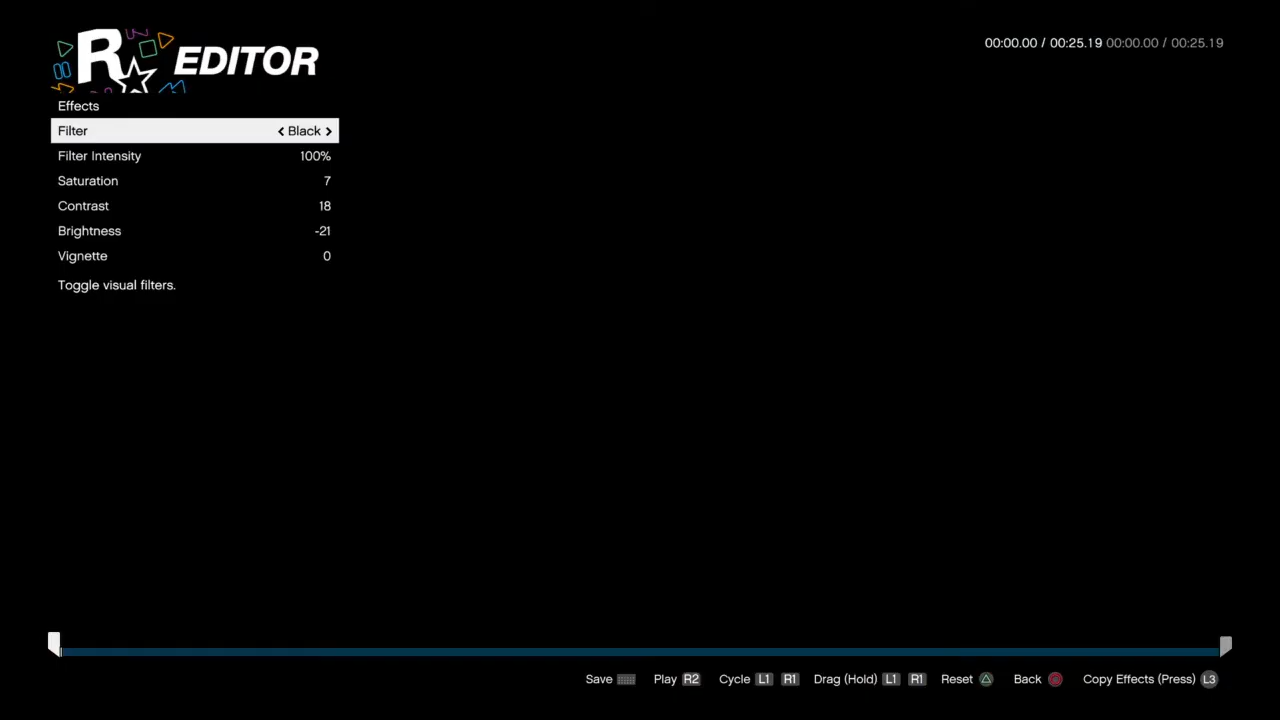 R EDITOR
00:00.00 / 00:25.19 00:00.00 / 00:25.19
Effects
Filter Black
Filter Intensity 100%
Saturation 7
Contrast 18
Brightness -21
Vignette 0
Toggle visual filters.
Save Play R2 Cycle L1 R1 Drag (Hold) L1 R1 Reset Back Copy Effects (Press) L3